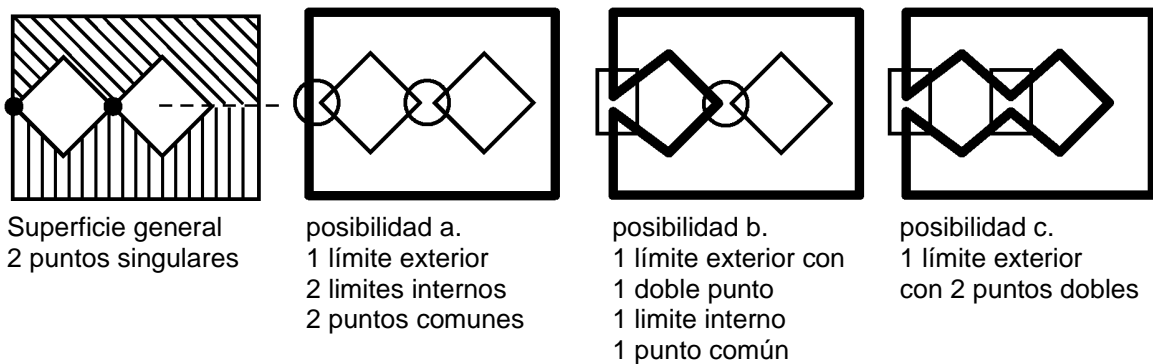 Superficie general
2 puntos singulares
posibilidad a.
1 límite exterior
2 limites internos
2 puntos comunes
posibilidad b.
1 límite exterior con
1 doble punto
1 limite interno
1 punto común
posibilidad c.
1 límite exterior
con 2 puntos dobles